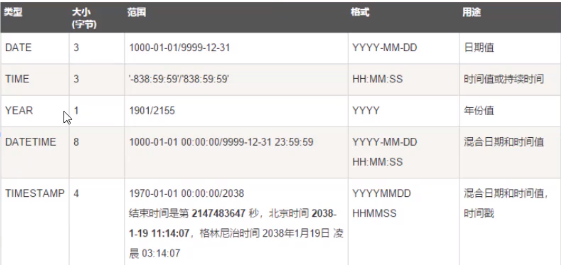 类型 大小 范围 格式 用途
(字节)
DATE 3 1000-01-01/9999-12-31 YYYY-MM-DD 日期值
TIME 3 '-838:59:59'/'838:59:59' HH:MM:SS 时间值或持续时间
YEAR 1 1901/2155 YYYY 年份值
DATETIME 8 1000-01-01 00:00:00/9999-12-31 23:59:59 YYYY-MM-DD 混合日期和时间值
HH:MM:SS
TIMESTAMP 4 1970-01-01 00:00:00/2038 YYYYMMDD 混合日期和时间值，
结束时间是第 2147483647 秒，北京时间 2038- HHMMSS 时间戳
1-19 11:14:07，格林尼治时间 2038年1月19日 凌
晨 03:14:07